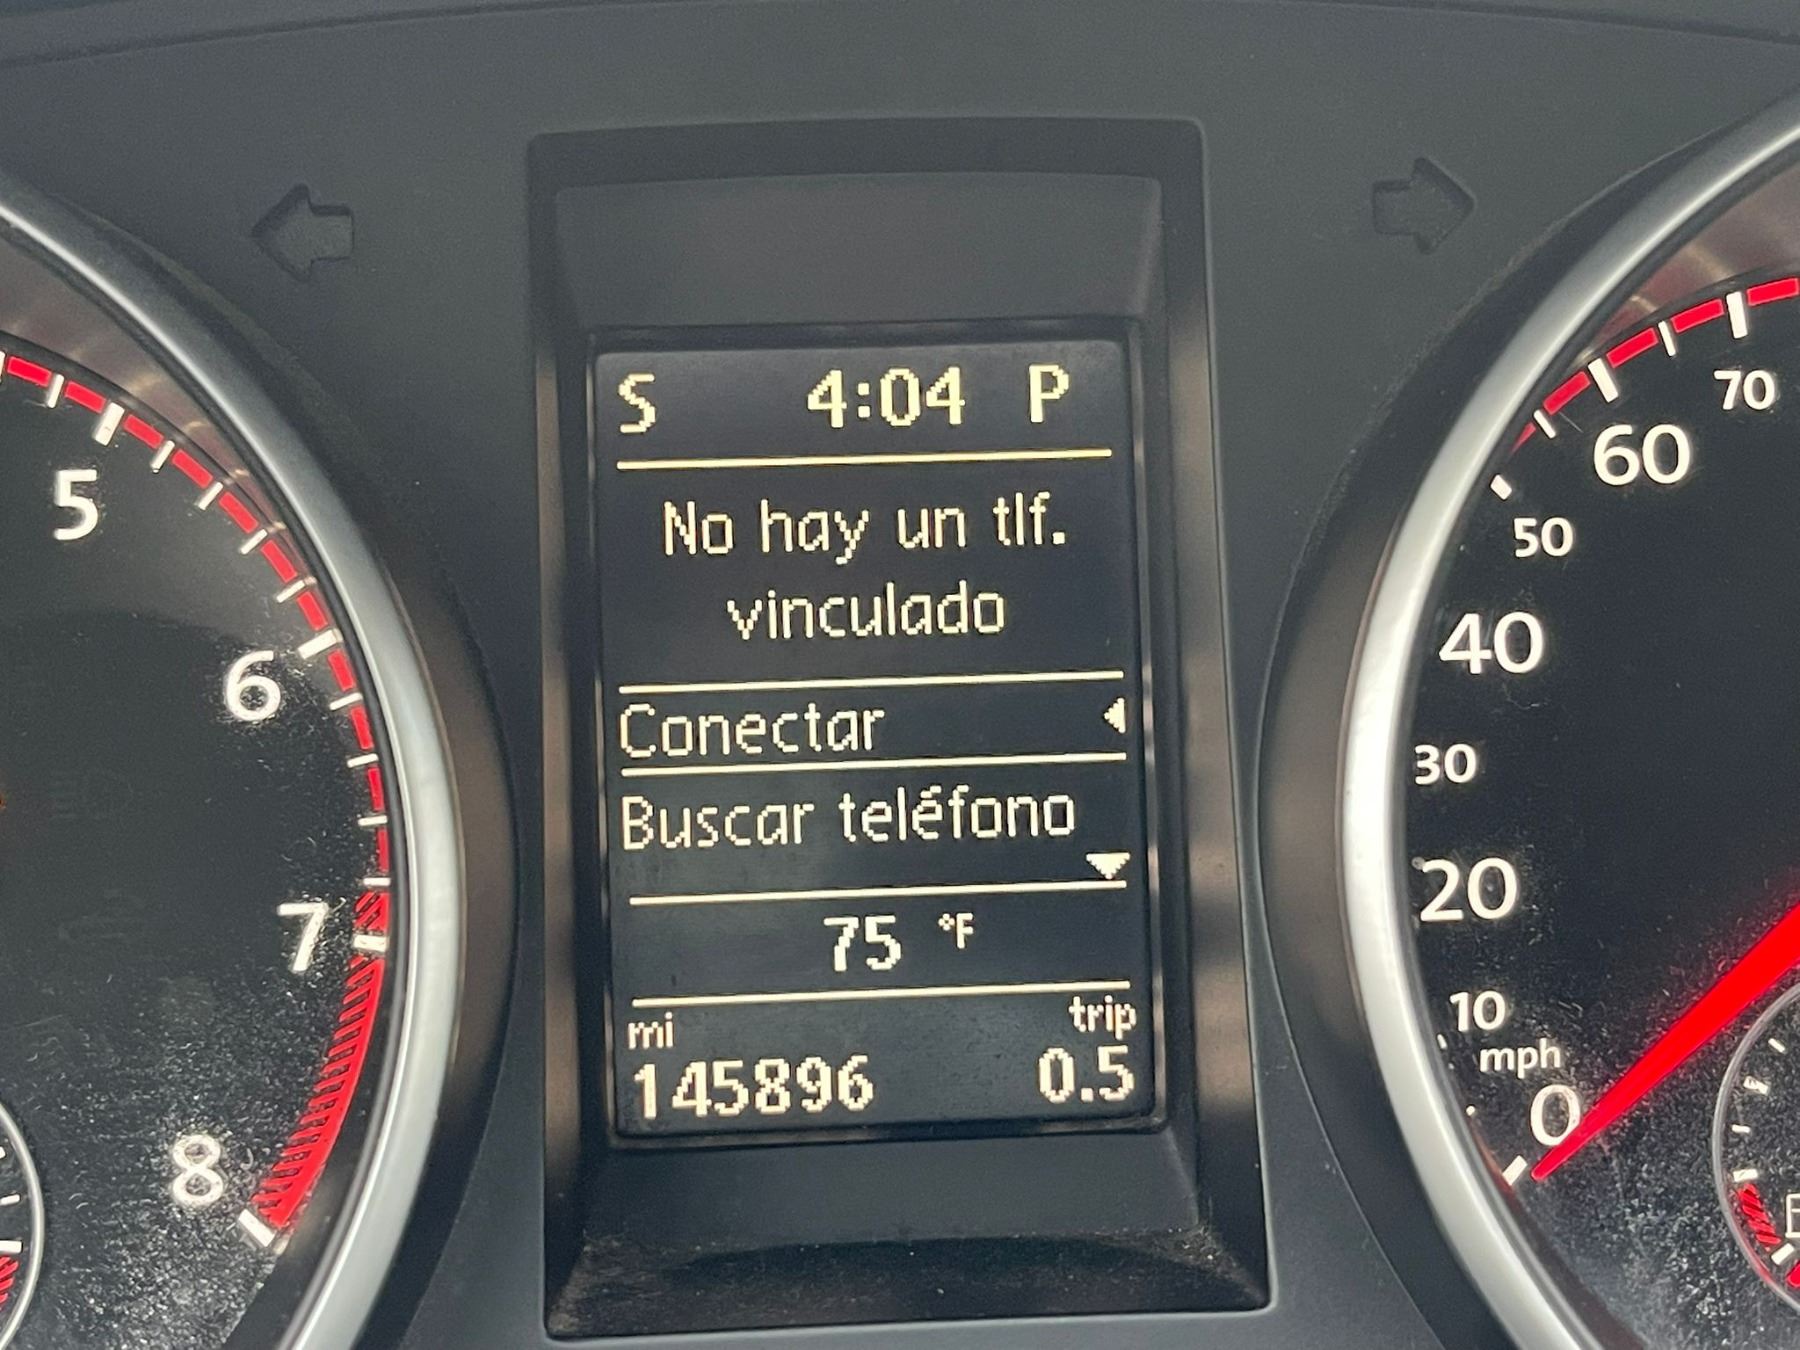 S 4:04 P
No hay un tlf.
vinculado
Conectar
Buscar teléfono
75 °F
mi trip
145896 0.5
5
6
7
8
70
60
50
40
30
20
10
mph
0